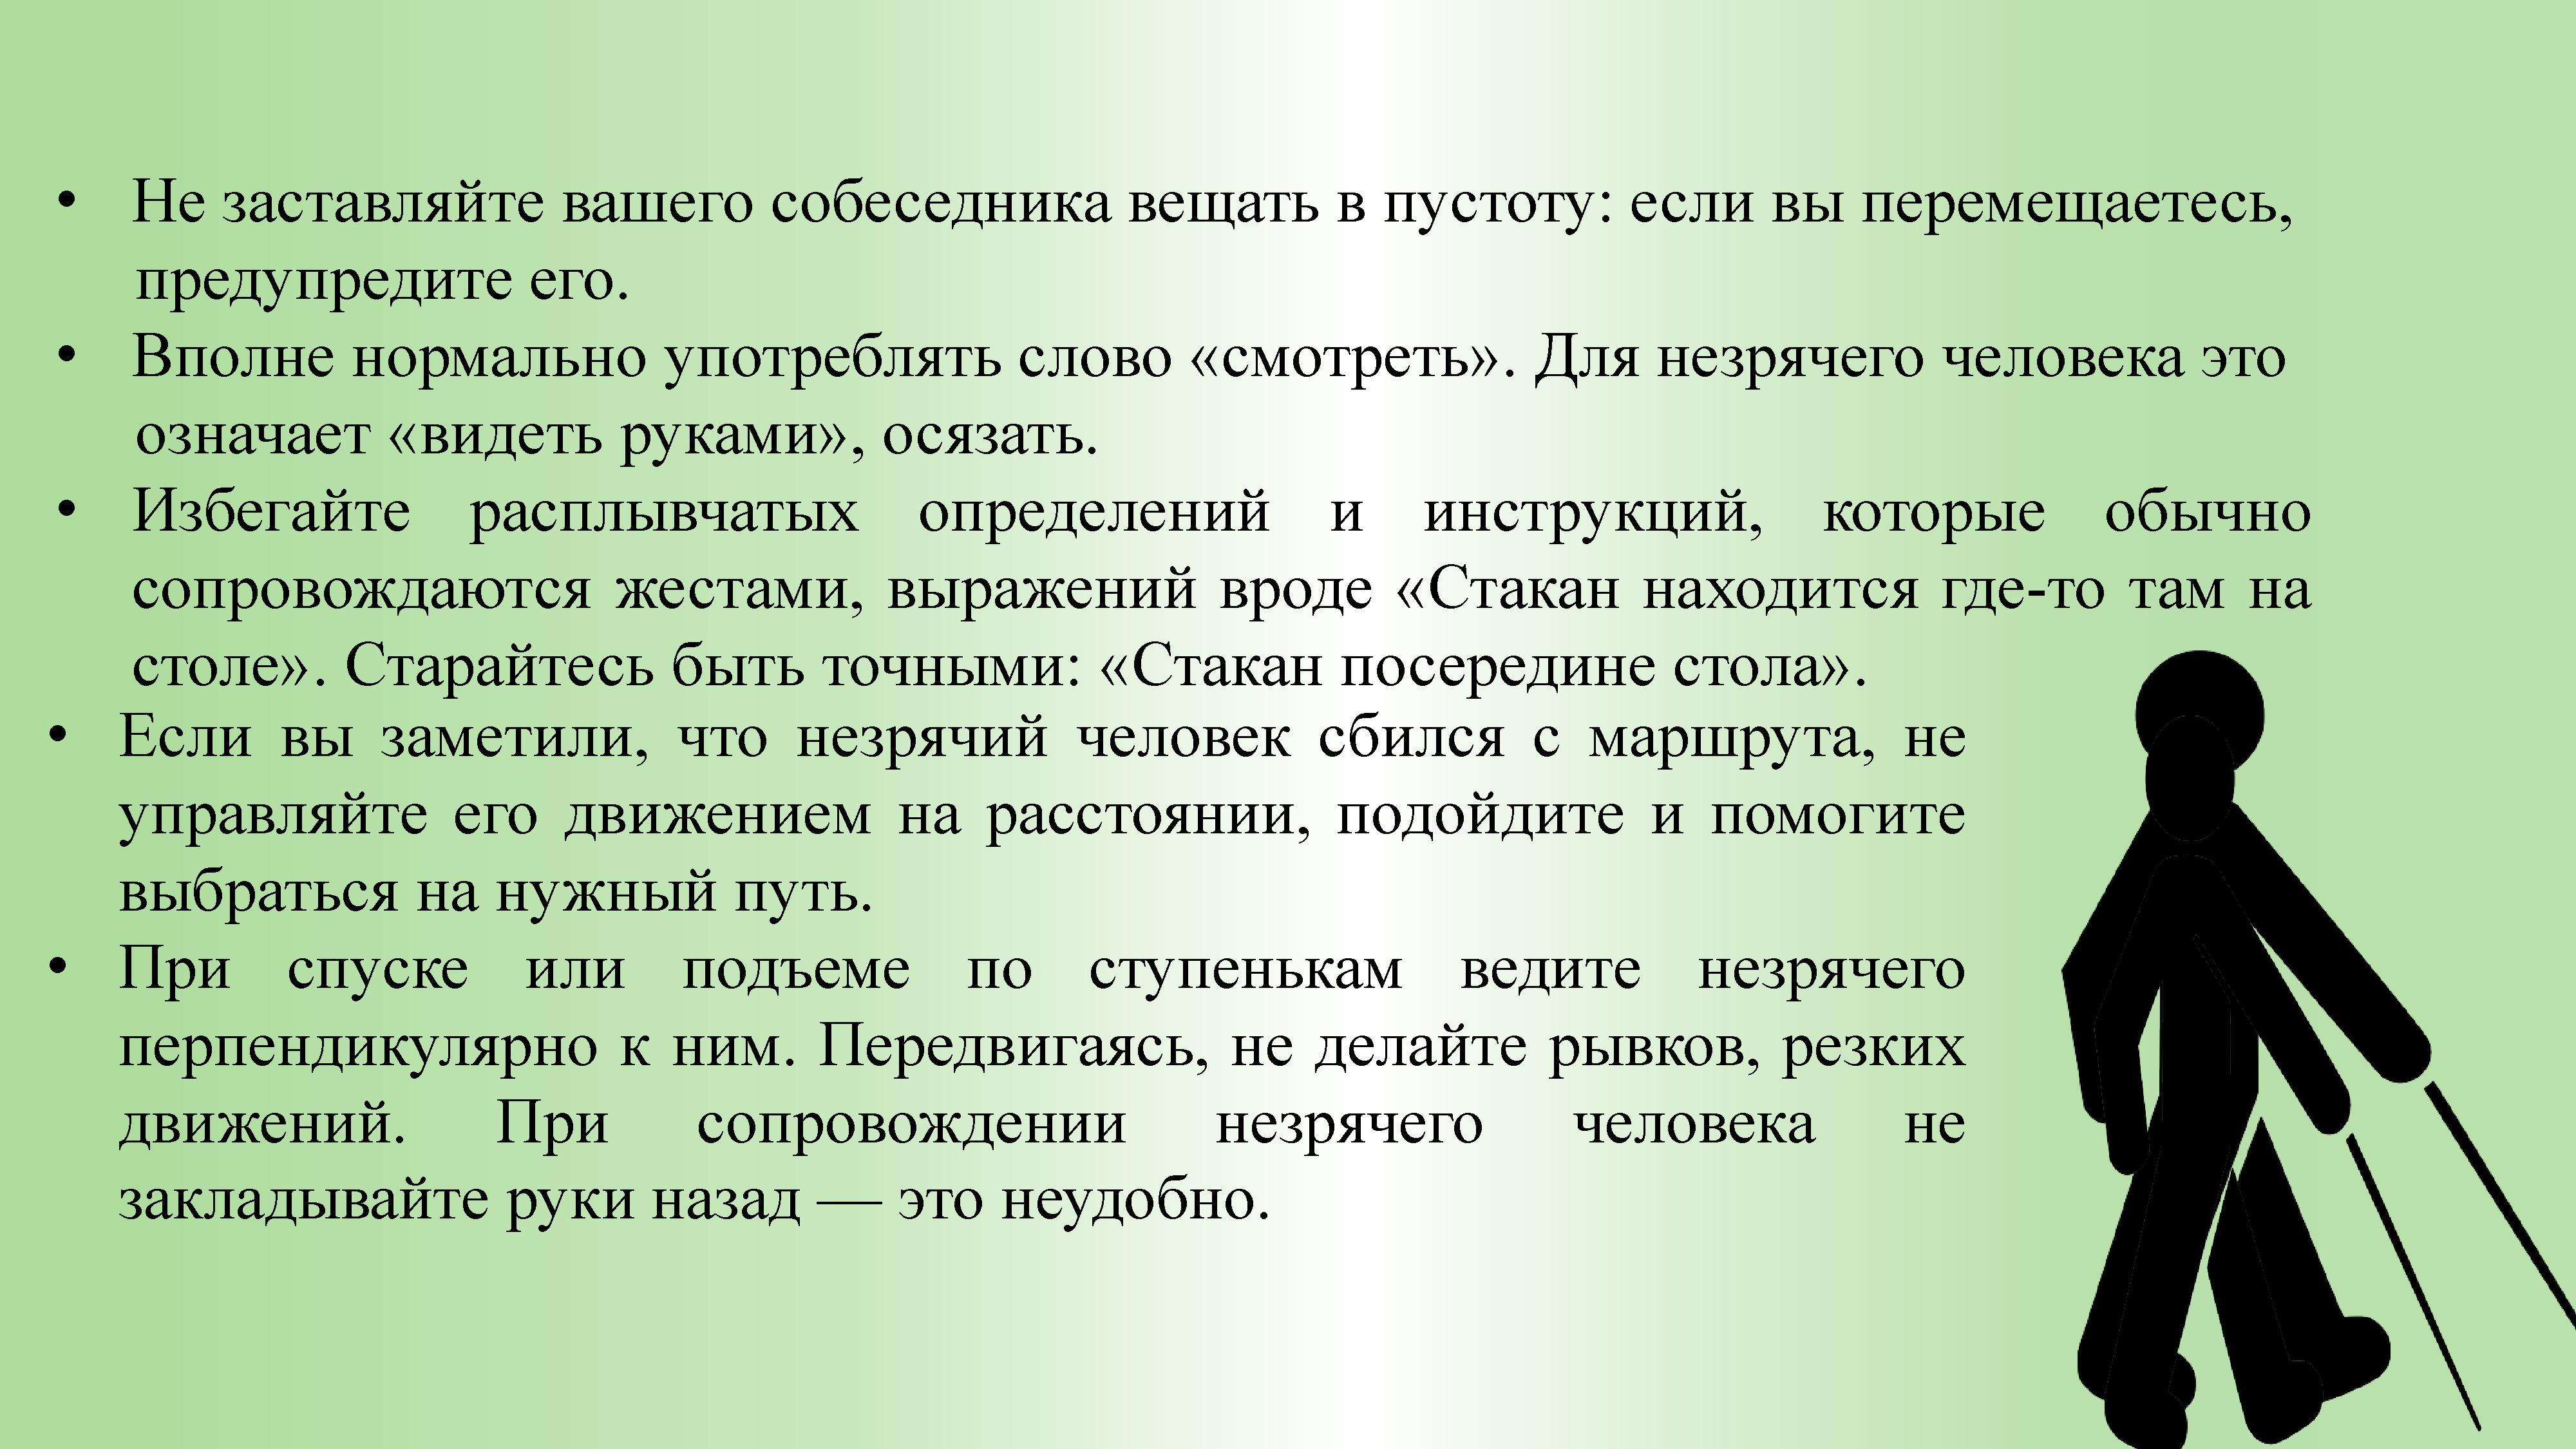 • Не заставляйте вашего собеседника вещать в пустоту: если вы перемещаетесь,
предупредите его.
• Вполне нормально употреблять слово «смотреть». Для незрячего человека это
означает «видеть руками», осязать.
• Избегайте расплывчатых определений и инструкций, которые обычно
сопровождаются жестами, выражений вроде «Стакан находится где-то там на
столе». Старайтесь быть точными: «Стакан посередине стола».
• Если вы заметили, что незрячий человек сбился с маршрута, не
управляйте его движением на расстоянии, подойдите и помогите
выбраться на нужный путь.
• При спуске или подъеме по ступенькам ведите незрячего
перпендикулярно к ним. Передвигаясь, не делайте рывков, резких
движений. При сопровождении незрячего человека не
закладывайте руки назад — это неудобно.